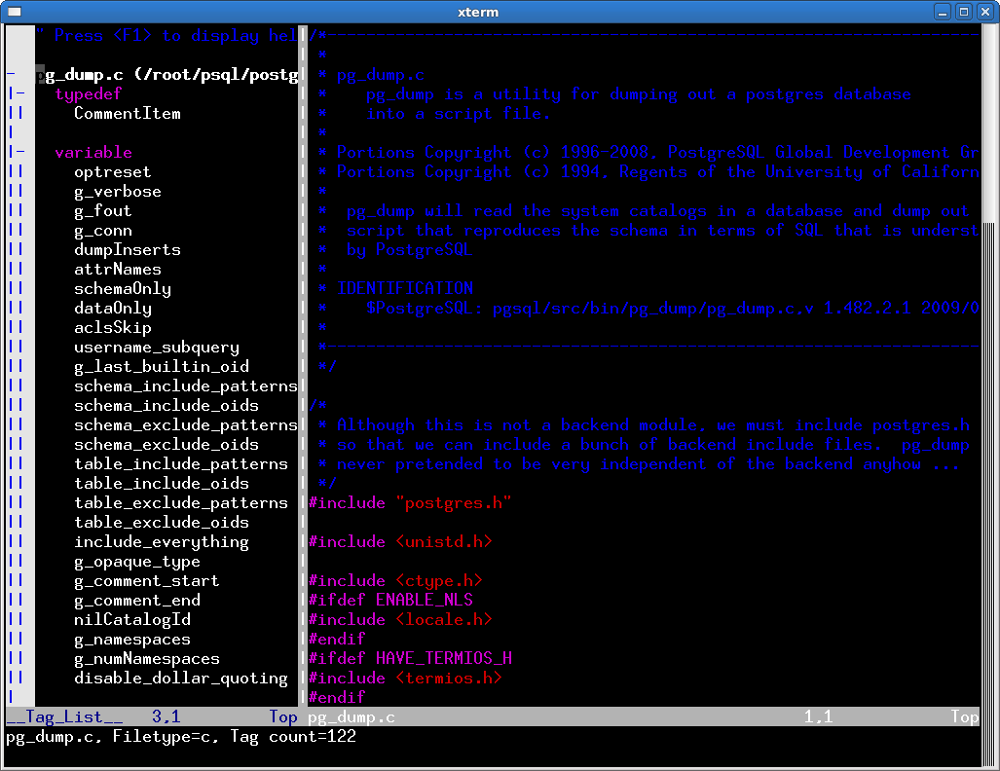 xterm
" Press <F1> to display hel
pg_dump.c (/root/psql/postg
typedef
CommentItem
variable
optreset
g_verbose
g_fout
g_conn
dumpInserts
attrNames
schemaOnly
dataOnly
aclsSkip
username_subquery
g_last_builtin_oid
schema_include_patterns
schema_include_oids
schema_exclude_patterns
schema_exclude_oids
table_include_patterns
table_include_oids
table_exclude_patterns
table_exclude_oids
include_everything
g_opaque_type
g_comment_start
g_comment_end
nilCatalogId
g_namespaces
g_numNamespaces
disable_dollar_quoting
__Tag_List__ 3,1 Top
/*-------------------------------------------------------------------
*
* pg_dump.c
* pg_dump is a utility for dumping out a postgres database
* into a script file.
*
* Portions Copyright (c) 1996-2008, PostgreSQL Global Development Gr
* Portions Copyright (c) 1994, Regents of the University of Californ
*
* pg_dump will read the system catalogs in a database and dump out
* script that reproduces the schema in terms of SQL that is underst
* by PostgreSQL
*
* IDENTIFICATION
* $PostgreSQL: pgsql/src/bin/pg_dump/pg_dump.c,v 1.482.2.1 2009/0
*
*-------------------------------------------------------------------
*/
/*
* Although this is not a backend module, we must include postgres.h
* so that we can include a bunch of backend include files.  pg_dump
* never pretended to be very independent of the backend anyhow ...
*/
#include "postgres.h"
#include <unistd.h>
#include <ctype.h>
#ifdef ENABLE_NLS
#include <locale.h>
#endif
#ifdef HAVE_TERMIOS_H
#include <termios.h>
#endif
pg_dump.c 1,1 Top
pg_dump.c, Filetype=c, Tag count=122